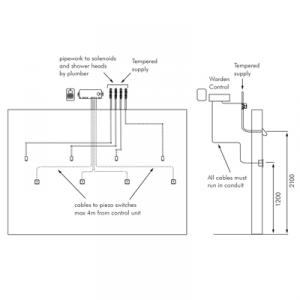 pipework to solenoids
and shower heads
by plumber
Tempered
supply
cables to piezo switches
max 4m from control unit
Warden
Control
Tempered
supply
All cables must
run in conduit
1200
2100